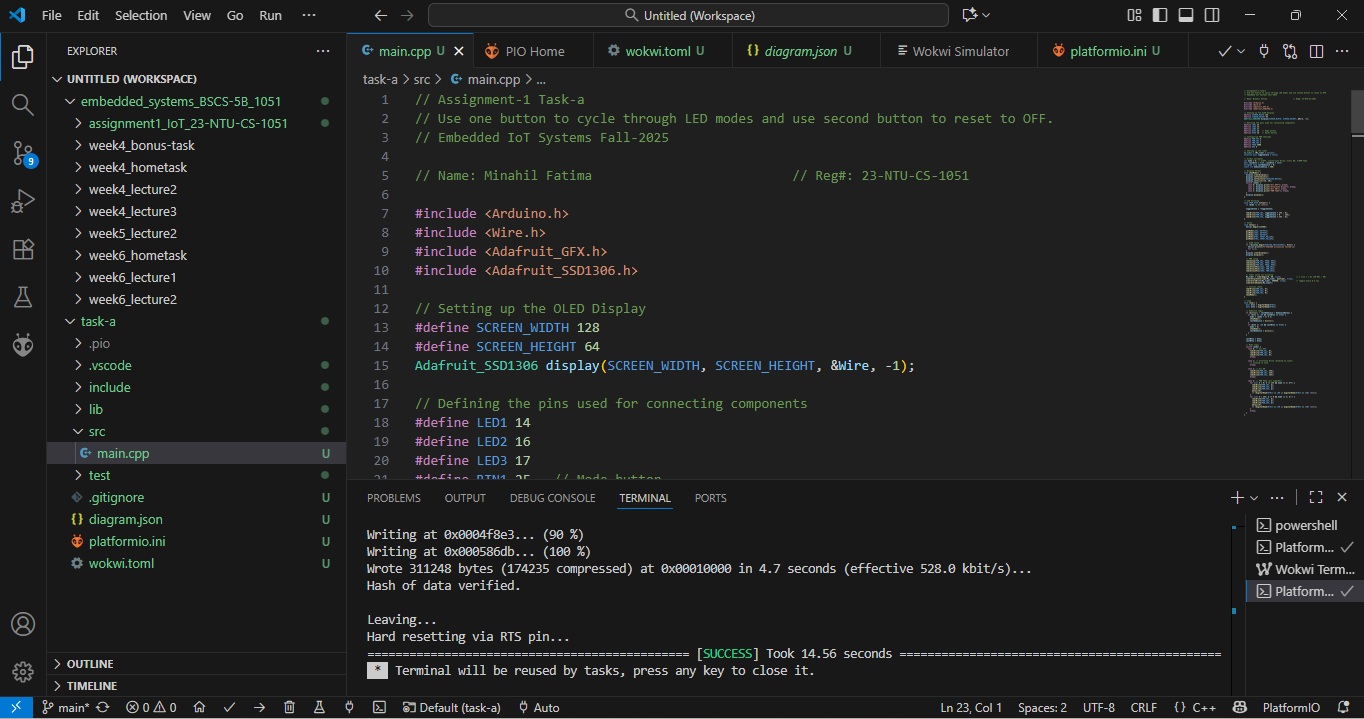 File Edit Selection View Go Run ··· Untitled (Workspace)
EXPLORER ···
UNTITLED (WORKSPACE)
embedded_systems_BSCS-5B_1051
assignment1_IoT_23-NTU-CS-1051
week4_bonus-task
week4_hometask
week4_lecture2
week4_lecture3
week5_lecture2
week6_hometask
week6_lecture1
week6_lecture2
task-a
.pio
.vscode
include
lib
src
main.cpp U
test
.gitignore U
diagram.json U
platformio.ini U
wokwi.toml U
OUTLINE
TIMELINE
9
main.cpp U PIO Home wokwi.toml U {} diagram.json U Wokwi Simulator platformio.ini U ···
task-a > src > main.cpp > ...
1 // Assignment-1 Task-a
2 // Use one button to cycle through LED modes and use second button to reset to OFF.
3 // Embedded IoT Systems Fall-2025
4
5 // Name: Minahil Fatima // Reg#: 23-NTU-CS-1051
6
7 #include <Arduino.h>
8 #include <Wire.h>
9 #include <Adafruit_GFX.h>
10 #include <Adafruit_SSD1306.h>
11
12 // Setting up the OLED Display
13 #define SCREEN_WIDTH 128
14 #define SCREEN_HEIGHT 64
15 Adafruit_SSD1306 display(SCREEN_WIDTH, SCREEN_HEIGHT, &Wire, -1);
16
17 // Defining the pins used for connecting components
18 #define LED1 14
19 #define LED2 16
20 #define LED3 17
21 #define BTN1 25 // Mode button
PROBLEMS OUTPUT DEBUG CONSOLE TERMINAL PORTS
Writing at 0x0004f8e3... (90 %)
Writing at 0x000586db... (100 %)
Wrote 311248 bytes (174235 compressed) at 0x00010000 in 4.7 seconds (effective 528.0 kbit/s)...
Hash of data verified.
Leaving...
Hard resetting via RTS pin...
============================================== [SUCCESS] Took 14.56 seconds ==============================================
* Terminal will be reused by tasks, press any key to close it.
powershell
Platform...
Wokwi Term...
Platform...
main* 0 0 Default (task-a) Auto Ln 23, Col 1 Spaces: 2 UTF-8 CRLF {} C++ PlatformIO